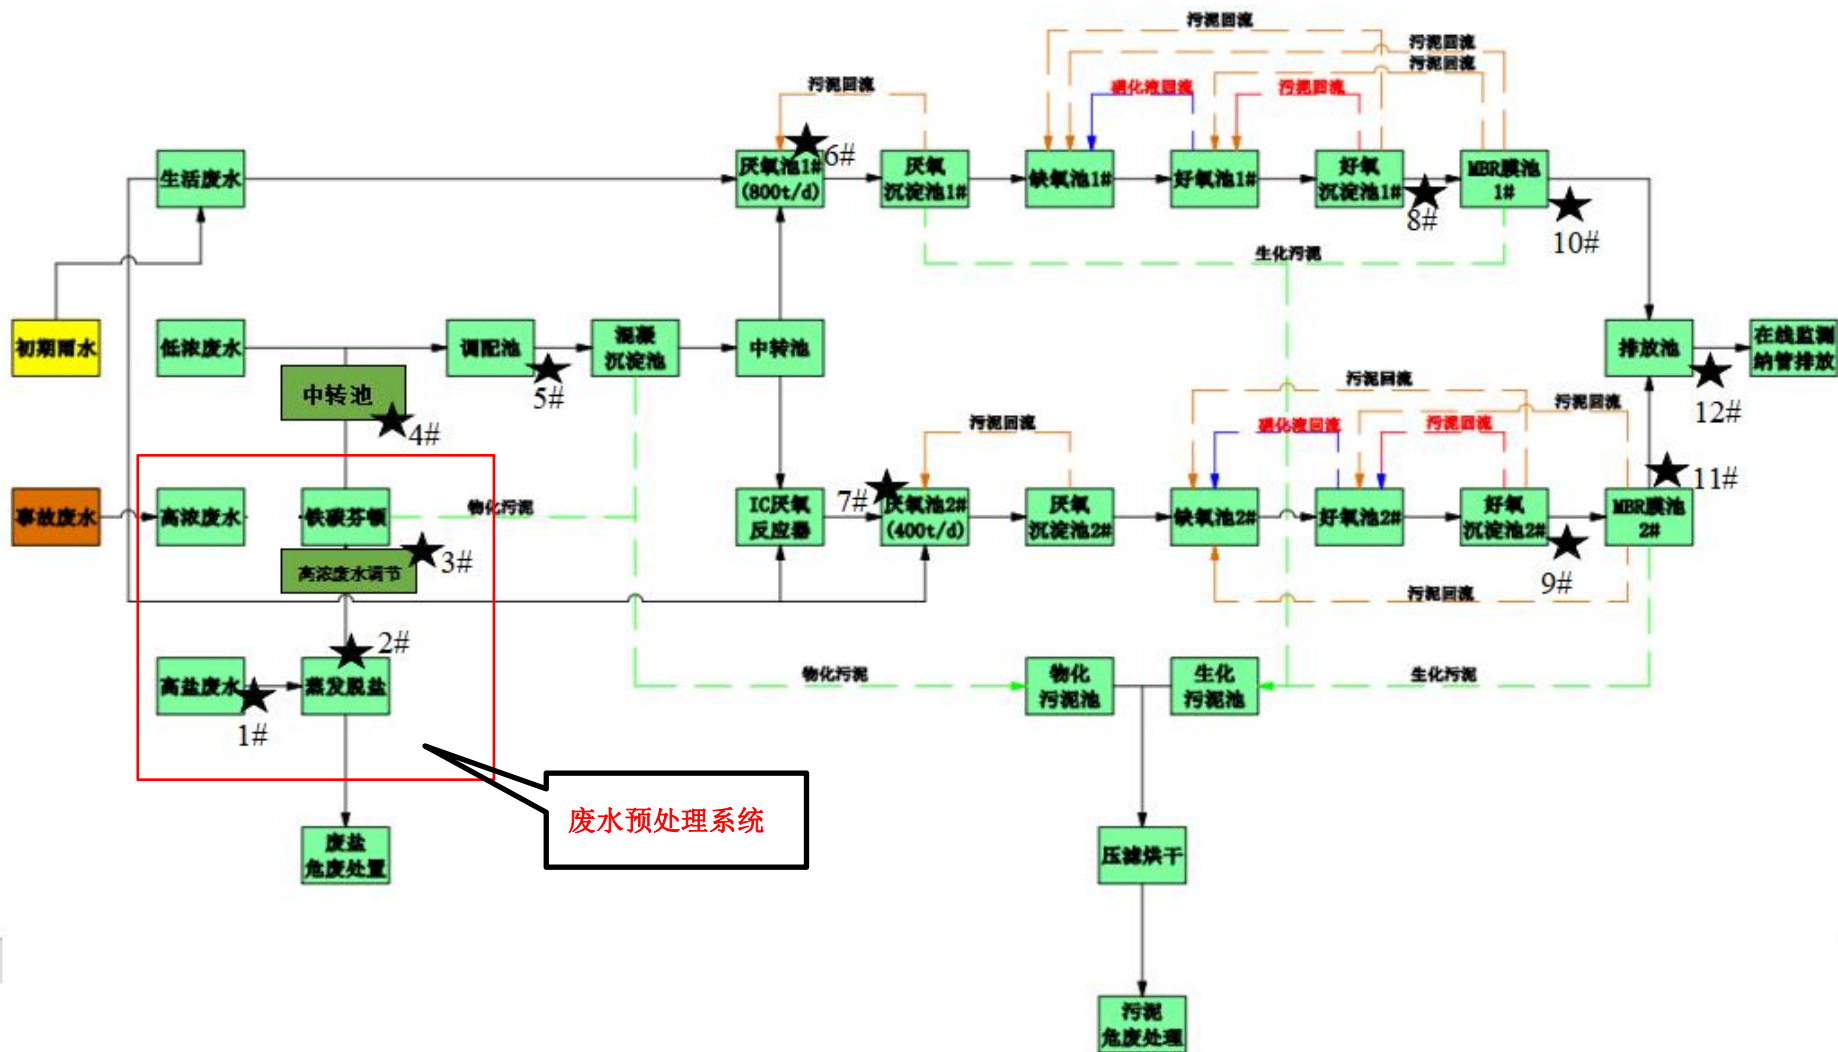 污泥回流
污泥回流
污泥回流
污泥回流
硝化液回流
污泥回流
生活废水
厌氧池1#
(800t/d)
6#
厌氧
沉淀池1#
缺氧池1#
好氧池1#
好氧
沉淀池1#
8#
MBR膜池
1#
10#
生化污泥
初期雨水
低浓废水
调配池
5#
混凝
沉淀池
中转池
排放池
12#
在线监测
纳管排放
中转池
4#
污泥回流
污泥回流
污泥回流
硝化液回流
污泥回流
事故废水
高浓废水
铁碳芬顿
物化污泥
3#
高浓废水调节
IC厌氧
反应器
7#
厌氧池2#
(400t/d)
厌氧
沉淀池2#
缺氧池2#
好氧池2#
好氧
沉淀池2#
9#
MBR膜池
2#
11#
污泥回流
2#
高盐废水
1#
蒸发脱盐
物化污泥
物化
污泥池
生化
污泥池
生化污泥
废水预处理系统
废盐
危废处置
压滤烘干
污泥
危废处理